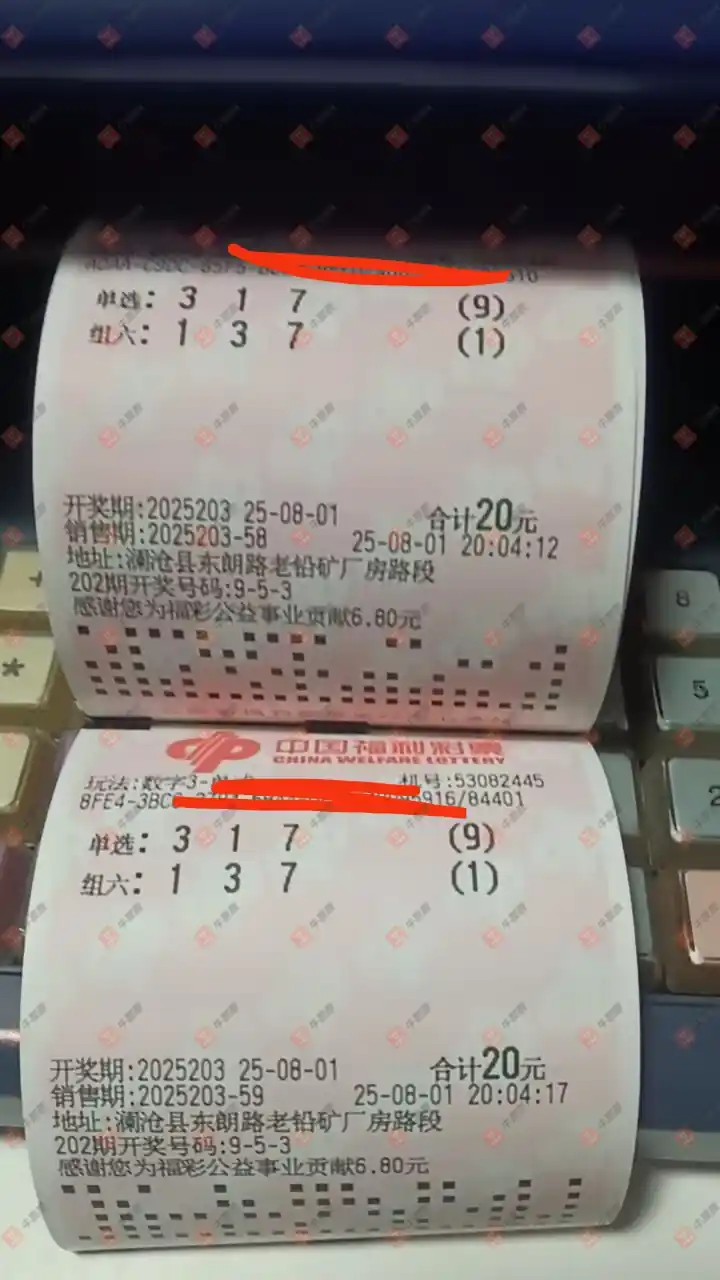 单选: 3 1 7 (9)
组六: 1 3 7 (1)
开奖期:2025203 25-08-01 合计20元
销售期:2025203-58 25-08-01 20:04:12
地址:澜沧县东朗路老铅矿厂房路段
202期开奖号码:9-5-3
感谢您为福彩公益事业贡献6.80元
中国福利彩票
CHINA WELFARE LOTTERY
玩法:数字3- 机号:53082445
8FE4-3BC 5916/84401
单选: 3 1 7 (9)
组六: 1 3 7 (1)
开奖期:2025203 25-08-01 合计20元
销售期:2025203-59 25-08-01 20:04:17
地址:澜沧县东朗路老铅矿厂房路段
202期开奖号码:9-5-3
感谢您为福彩公益事业贡献6.80元
8
5
2
*